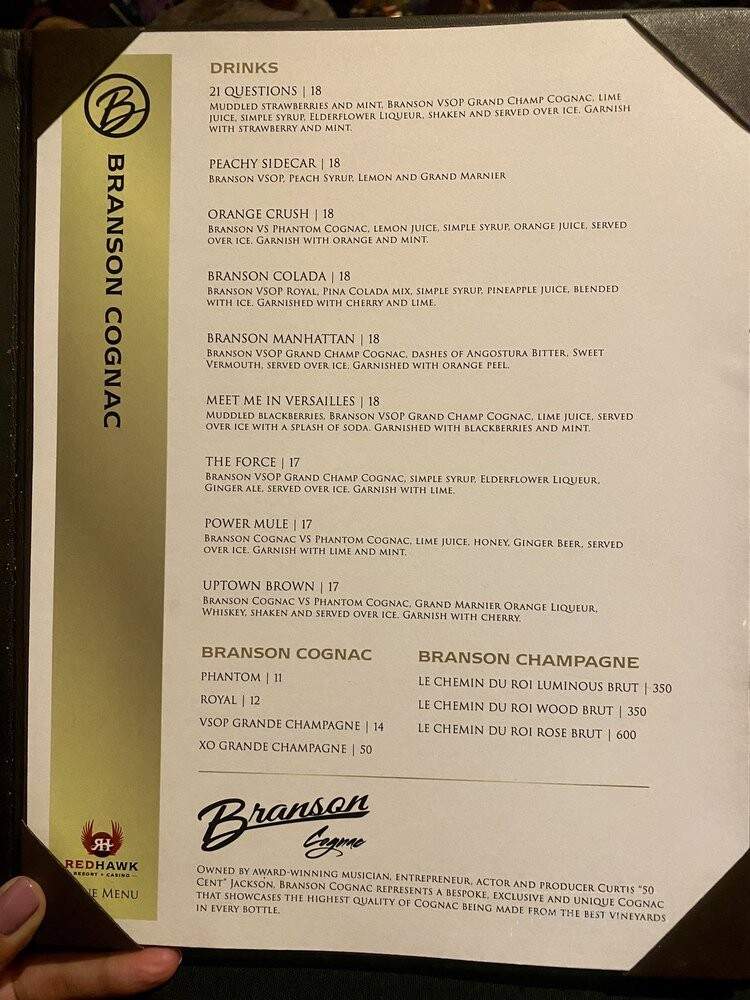 B
BRANSON COGNAC
DRINKS
21 QUESTIONS | 18
MUDDLED STRAWBERRIES AND MINT, BRANSON VSOP GRAND CHAMP COGNAC, LIME
JUICE, SIMPLE SYRUP, ELDERFLOWER LIQUEUR, SHAKEN AND SERVED OVER ICE. GARNISH
WITH STRAWBERRY AND MINT.
PEACHY SIDECAR | 18
BRANSON VSOP, PEACH SYRUP, LEMON AND GRAND MARNIER
ORANGE CRUSH | 18
BRANSON VS PHANTOM COGNAC, LEMON JUICE, SIMPLE SYRUP, ORANGE JUICE, SERVED
OVER ICE. GARNISH WITH ORANGE AND MINT.
BRANSON COLADA | 18
BRANSON VSOP ROYAL, PINA COLADA MIX, SIMPLE SYRUP, PINEAPPLE JUICE, BLENDED
WITH ICE. GARNISHED WITH CHERRY AND LIME.
BRANSON MANHATTAN | 18
BRANSON VSOP GRAND CHAMP COGNAC, DASHES OF ANGOSTURA BITTER, SWEET
VERMOUTH, SERVED OVER ICE. GARNISHED WITH ORANGE PEEL.
MEET ME IN VERSAILLES | 18
MUDDLED BLACKBERRIES, BRANSON VSOP GRAND CHAMP COGNAC, LIME JUICE, SERVED
OVER ICE WITH A SPLASH OF SODA. GARNISHED WITH BLACKBERRIES AND MINT.
THE FORCE | 17
BRANSON VSOP GRAND CHAMP COGNAC, SIMPLE SYRUP, ELDERFLOWER LIQUEUR,
GINGER ALE, SERVED OVER ICE. GARNISH WITH LIME.
POWER MULE | 17
BRANSON COGNAC VS PHANTOM COGNAC, LIME JUICE, HONEY, GINGER BEER, SERVED
OVER ICE. GARNISH WITH LIME AND MINT.
UPTOWN BROWN | 17
BRANSON COGNAC VS PHANTOM COGNAC, GRAND MARNIER ORANGE LIQUEUR,
WHISKEY, SHAKEN AND SERVED OVER ICE. GARNISH WITH CHERRY.
BRANSON COGNAC
PHANTOM | 11
ROYAL | 12
VSOP GRANDE CHAMPAGNE | 14
XO GRANDE CHAMPAGNE | 50
BRANSON CHAMPAGNE
LE CHEMIN DU ROI LUMINOUS BRUT | 350
LE CHEMIN DU ROI WOOD BRUT | 350
LE CHEMIN DU ROI ROSE BRUT | 600
Branson
Cognac
OWNED BY AWARD-WINNING MUSICIAN, ENTREPRENEUR, ACTOR AND PRODUCER CURTIS "50
CENT" JACKSON, BRANSON COGNAC REPRESENTS A BESPOKE, EXCLUSIVE AND UNIQUE COGNAC
THAT SHOWCASES THE HIGHEST QUALITY OF COGNAC BEING MADE FROM THE BEST VINEYARDS
IN EVERY BOTTLE.
RH
REDHAWK
RESORT + CASINO
MENU